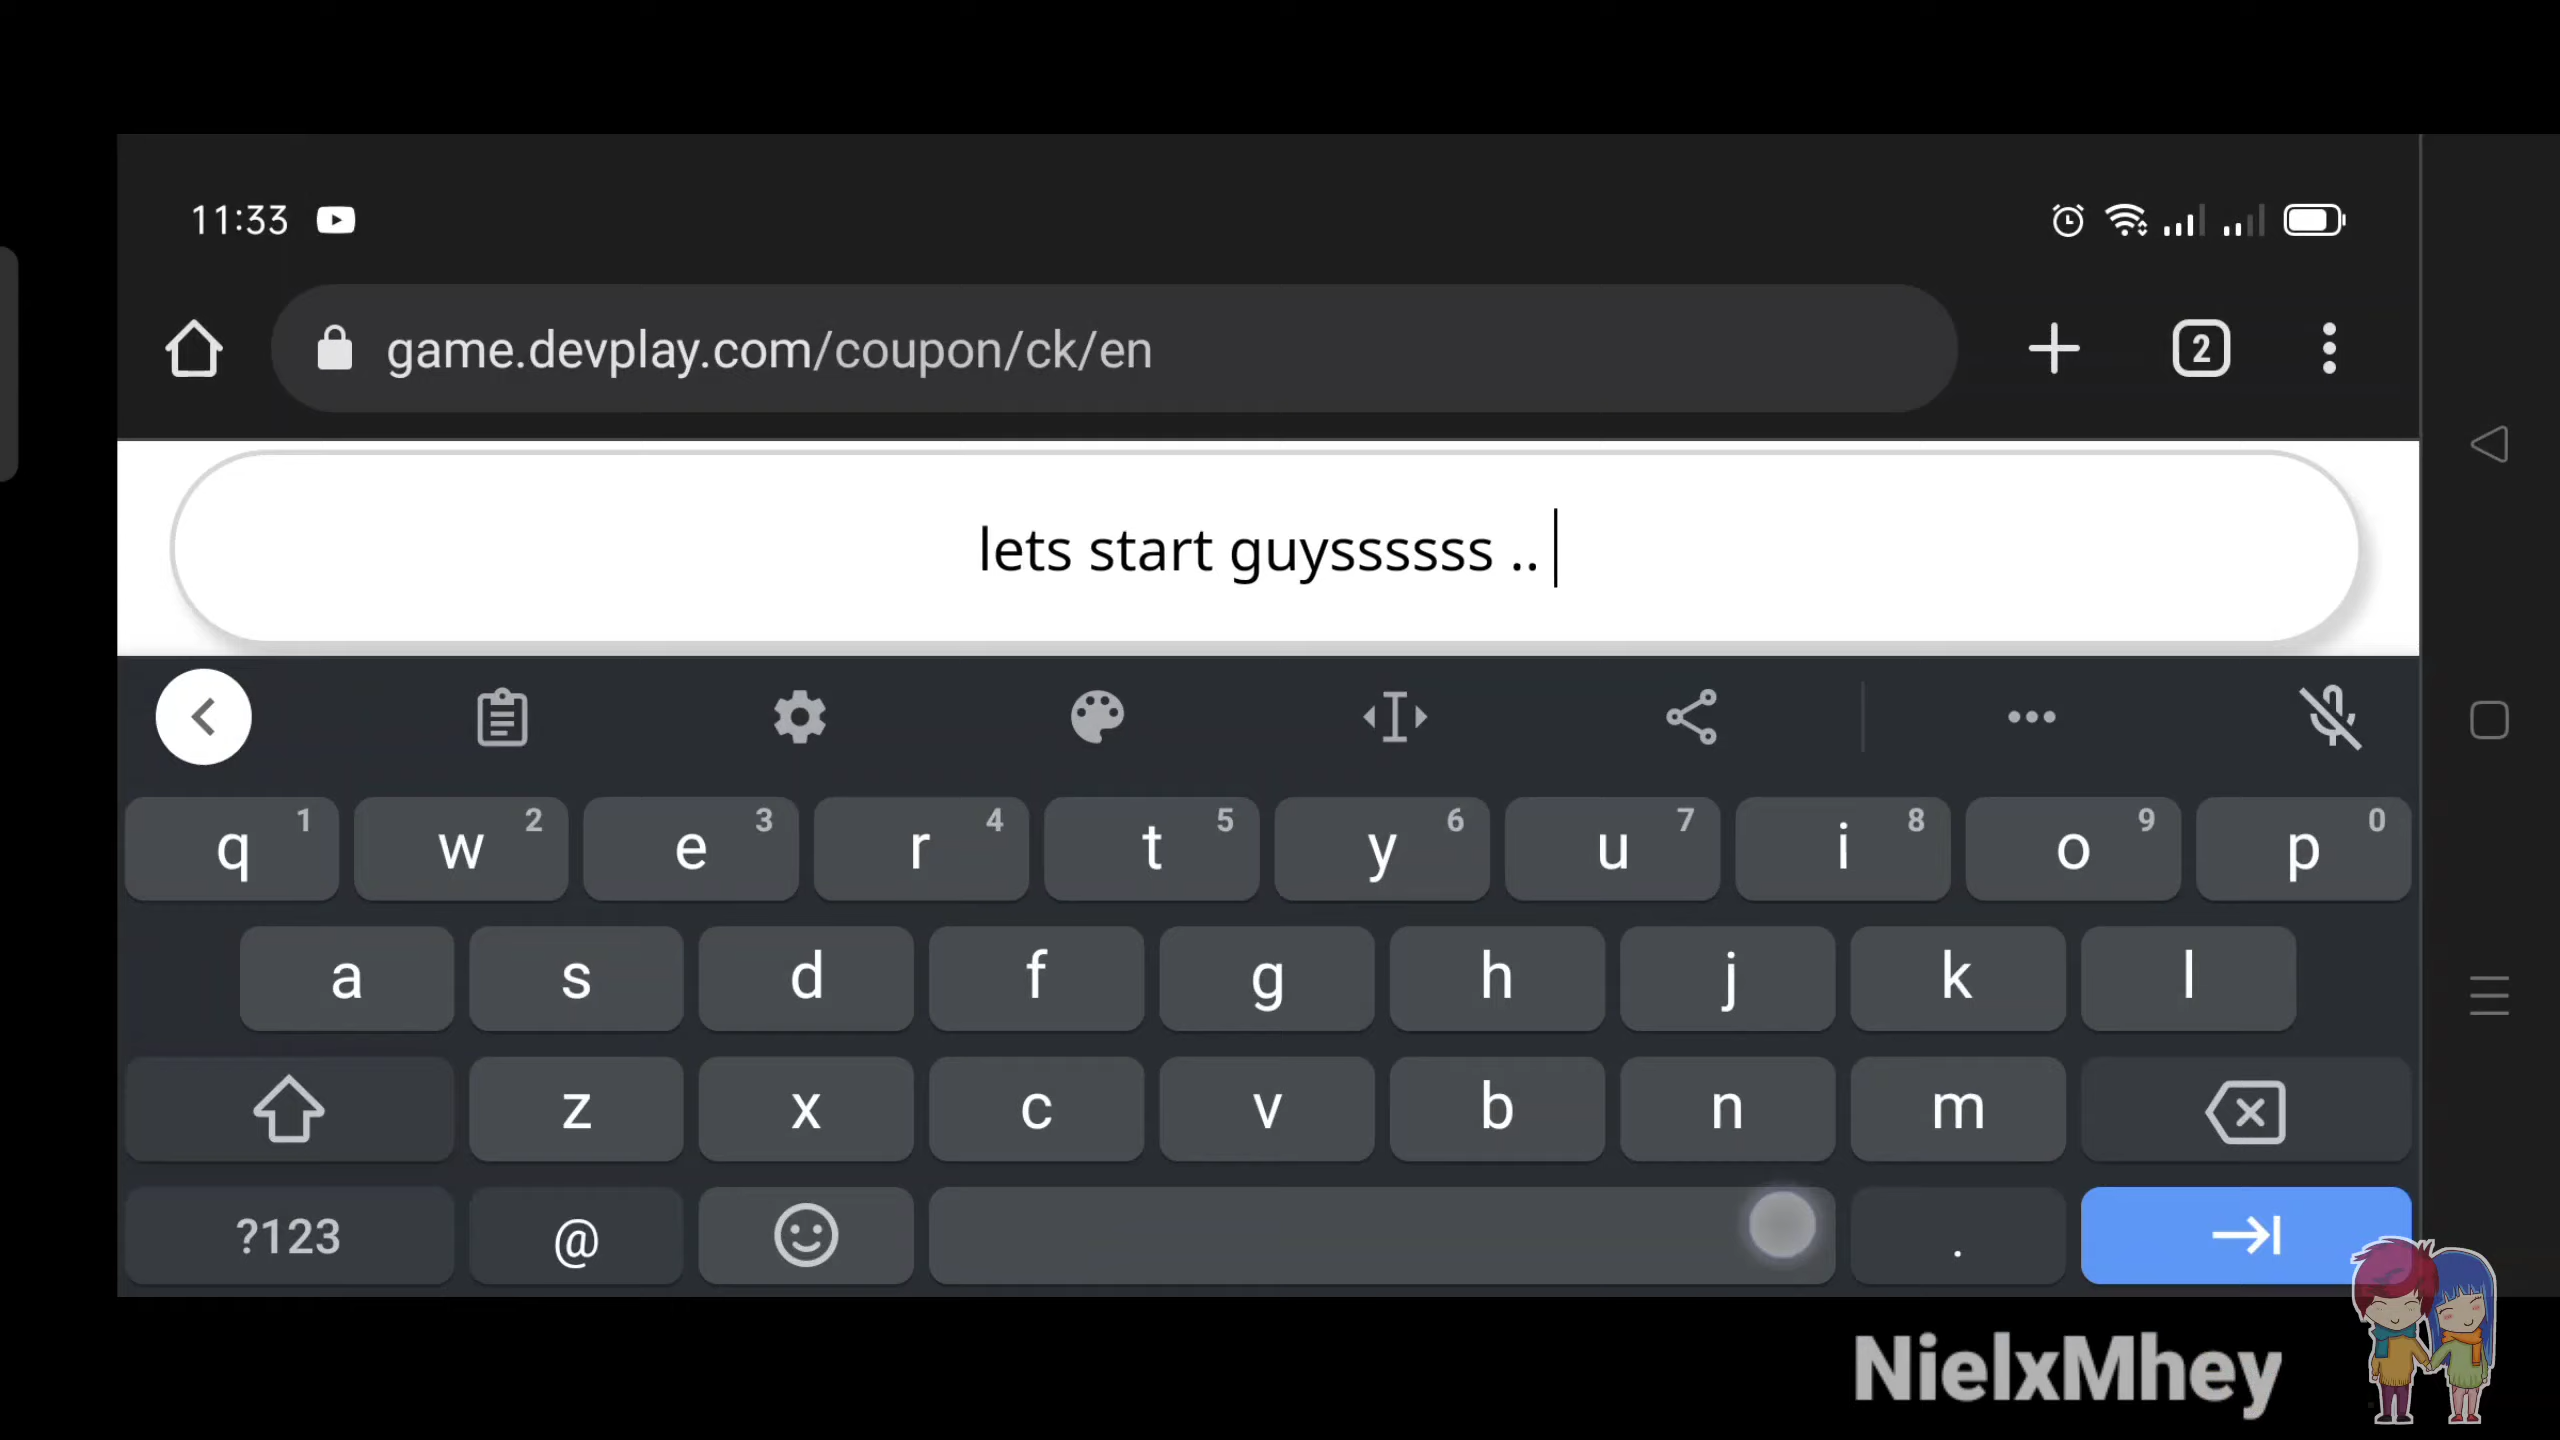 11:33
game.devplay.com/coupon/ck/en
2
lets start guyssssss ..
q 1 w 2 e 3 r 4 t 5 y 6 u 7 i 8 o 9 p 0
a s d f g h j k l
z x c v b n m
?123 @ .
NielxMhey